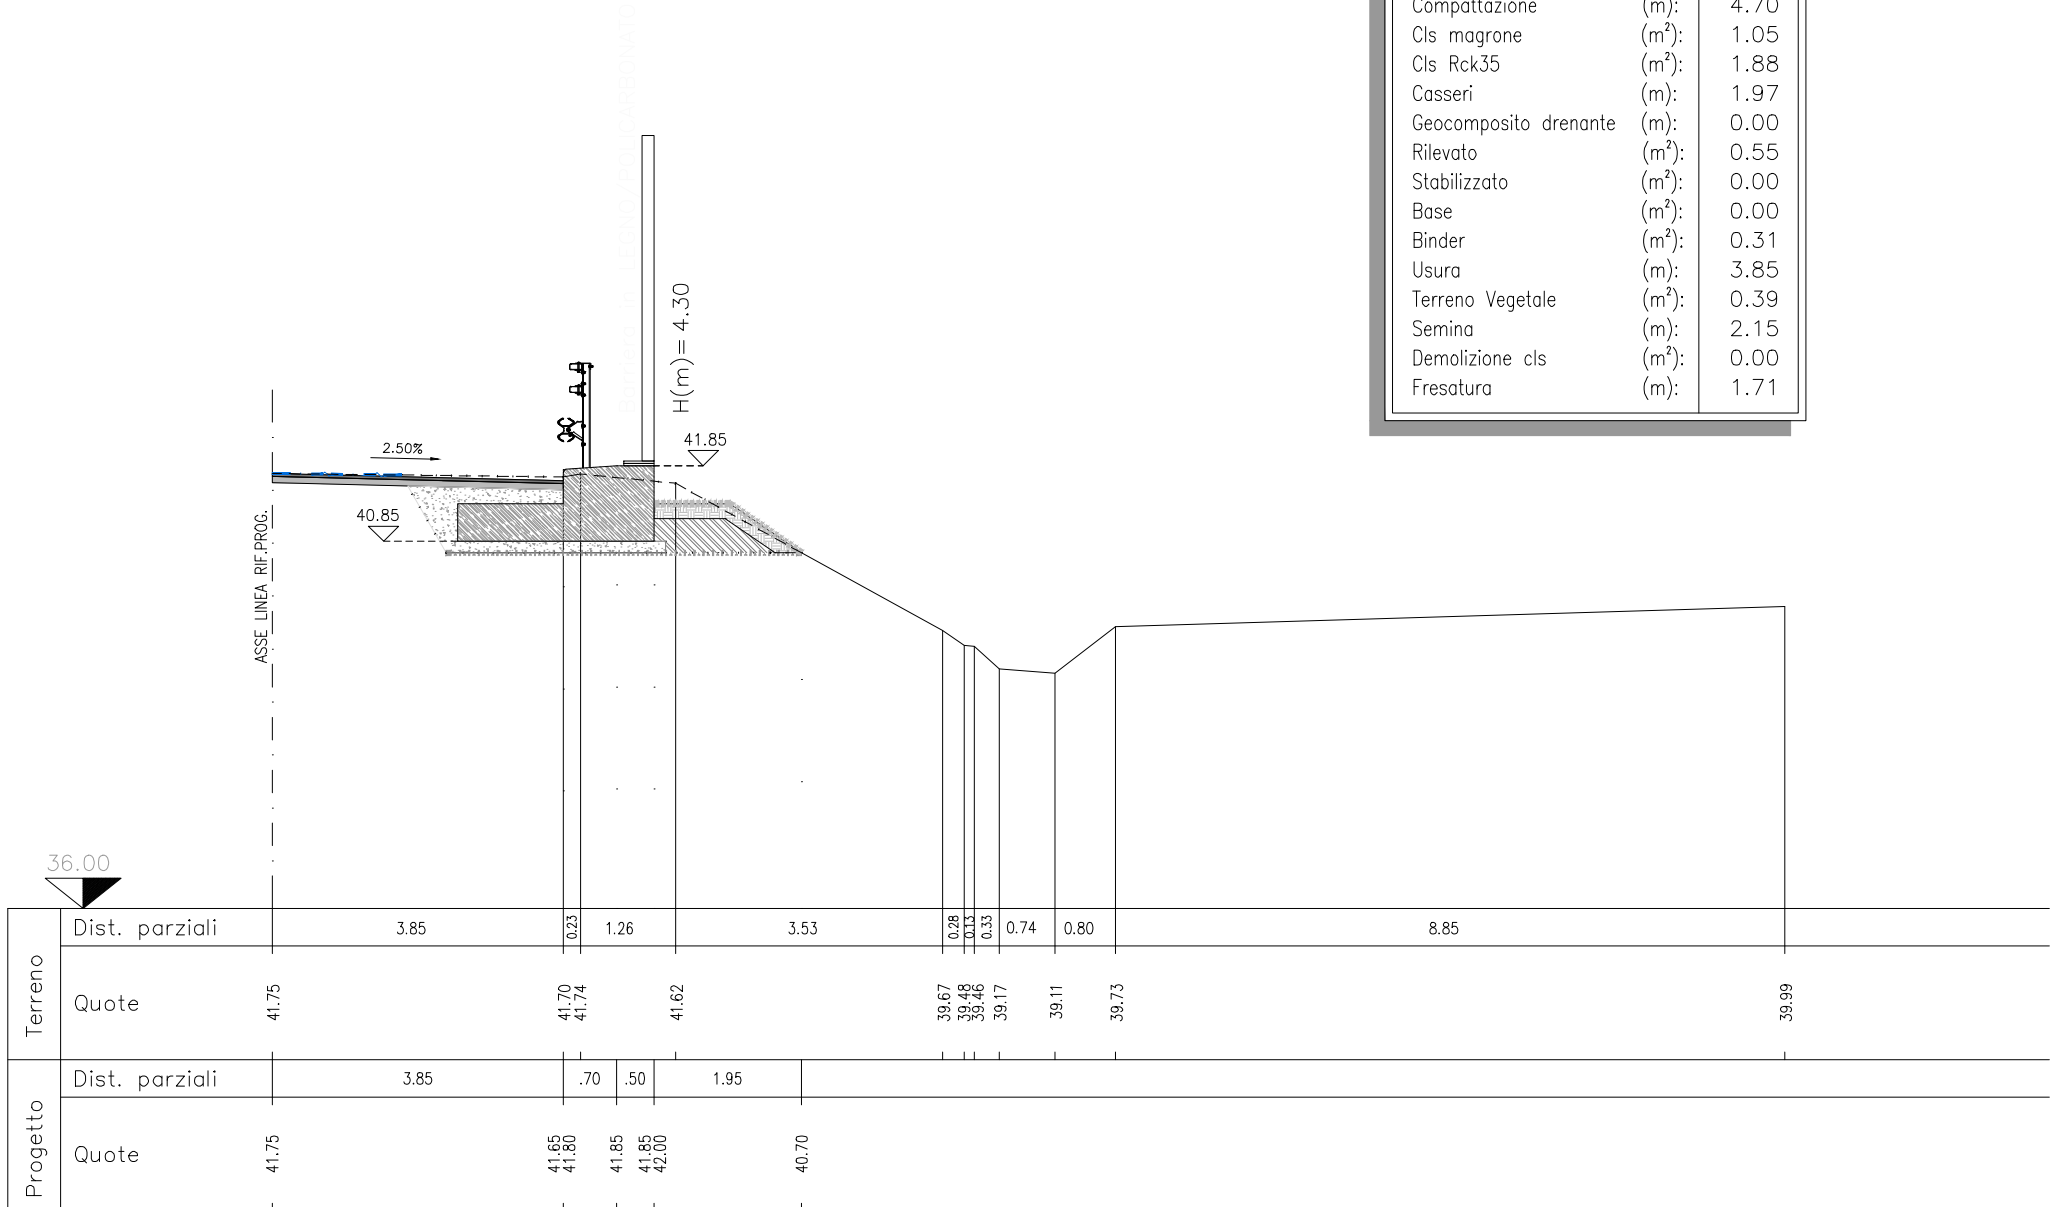 Compattazione (m): 4.70
Cls magrone (m²): 1.05
Cls Rck35 (m²): 1.88
Casseri (m): 1.97
Geocomposito drenante (m): 0.00
Rilevato (m²): 0.55
Stabilizzato (m²): 0.00
Base (m²): 0.00
Binder (m²): 0.31
Usura (m): 3.85
Terreno Vegetale (m²): 0.39
Semina (m): 2.15
Demolizione cls (m²): 0.00
Fresatura (m): 1.71
H(m)= 4.30
2.50%
41.85
40.85
ASSE LINEA RIF.PROG.
36.00
Terreno
Dist. parziali 3.85 0.23 1.26 3.53 0.28 0.13 0.33 0.74 0.80 8.85
Quote 41.75 41.70 41.74 41.62 39.67 39.48 39.46 39.17 39.11 39.73 39.99
Progetto
Dist. parziali 3.85 .70 .50 1.95
Quote 41.75 41.65 41.80 41.85 41.85 42.00 40.70